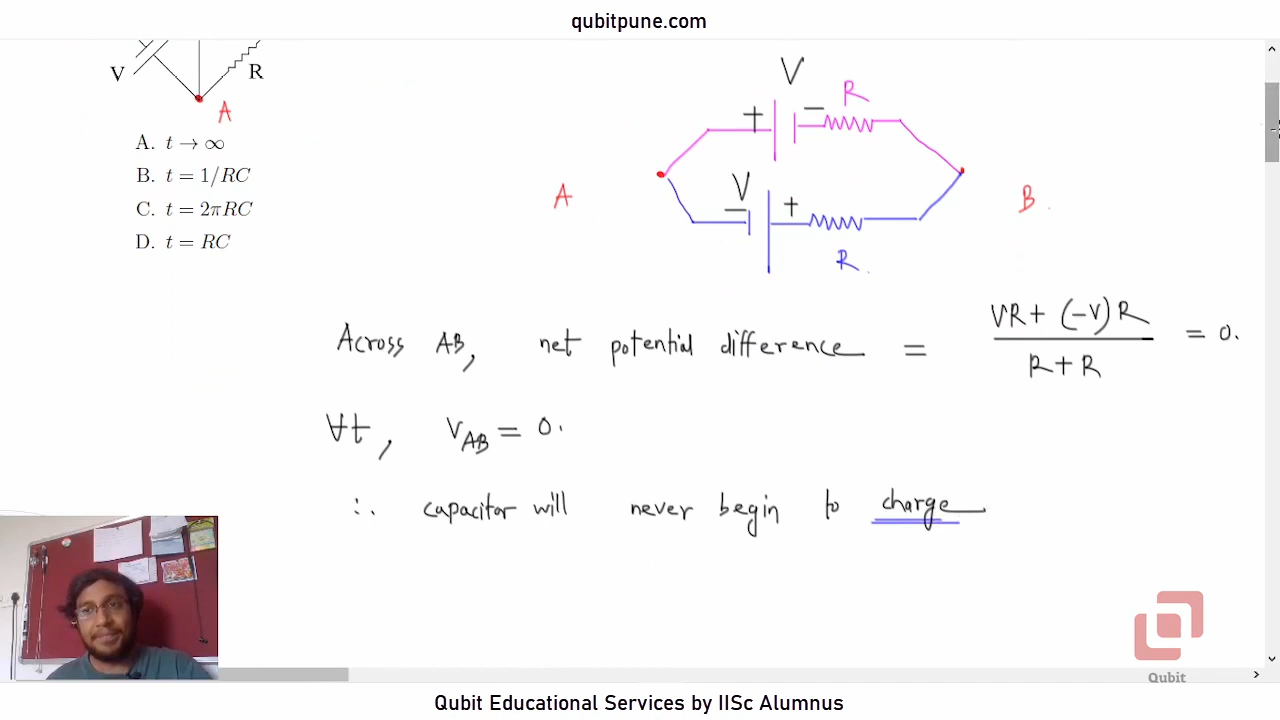 qubitpune.com
V
R
A
A. t → ∞
B. t = 1/RC
C. t = 2πRC
D. t = RC
V
+ − R
A
V
− +
R
B.
Across AB, net potential difference = VR + (-V) R / R + R = 0.
∀t, V_AB = 0.
∴ capacitor will never begin to charge
Qubit
Qubit Educational Services by IISc Alumnus